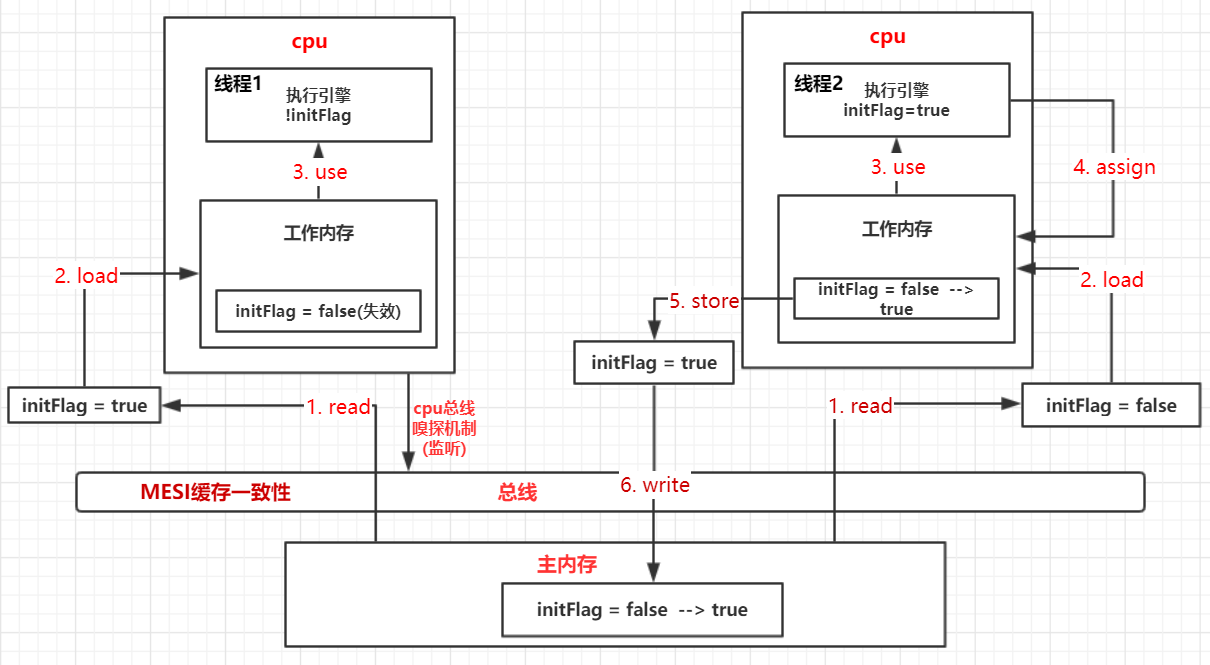 cpu
线程1
执行引擎
!initFlag
3. use
工作内存
2. load
initFlag = false(失效)
initFlag = true
1. read
cpu总线
嗅探机制
(监听)
cpu
线程2
执行引擎
initFlag=true
3. use
4. assign
工作内存
2. load
initFlag = false -->
true
5. store
initFlag = true
1. read
initFlag = false
MESI缓存一致性
总线
6. write
主内存
initFlag = false --> true